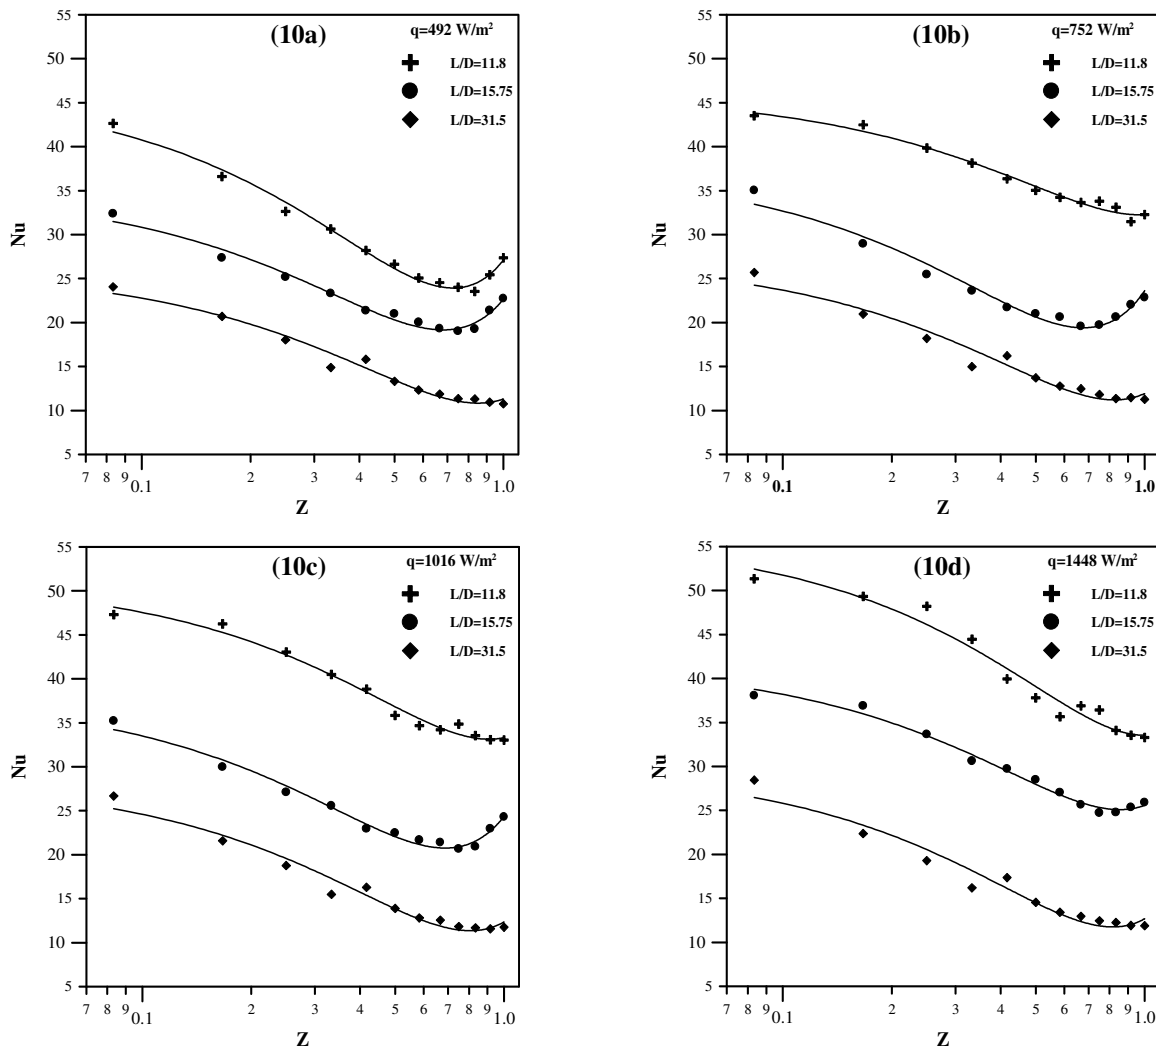 (10a)
q=492 W/m²
L/D=11.8
L/D=15.75
L/D=31.5
55
50
45
40
35
30
25
20
15
10
5
Nu
7 8 9 0.1 2 3 4 5 6 7 8 9 1.0
Z
(10b)
q=752 W/m²
L/D=11.8
L/D=15.75
L/D=31.5
55
50
45
40
35
30
25
20
15
10
5
Nu
7 8 9 0.1 2 3 4 5 6 7 8 9 1.0
Z
(10c)
q=1016 W/m²
L/D=11.8
L/D=15.75
L/D=31.5
55
50
45
40
35
30
25
20
15
10
5
Nu
7 8 9 0.1 2 3 4 5 6 7 8 9 1.0
Z
(10d)
q=1448 W/m²
L/D=11.8
L/D=15.75
L/D=31.5
55
50
45
40
35
30
25
20
15
10
5
Nu
7 8 9 0.1 2 3 4 5 6 7 8 9 1.0
Z